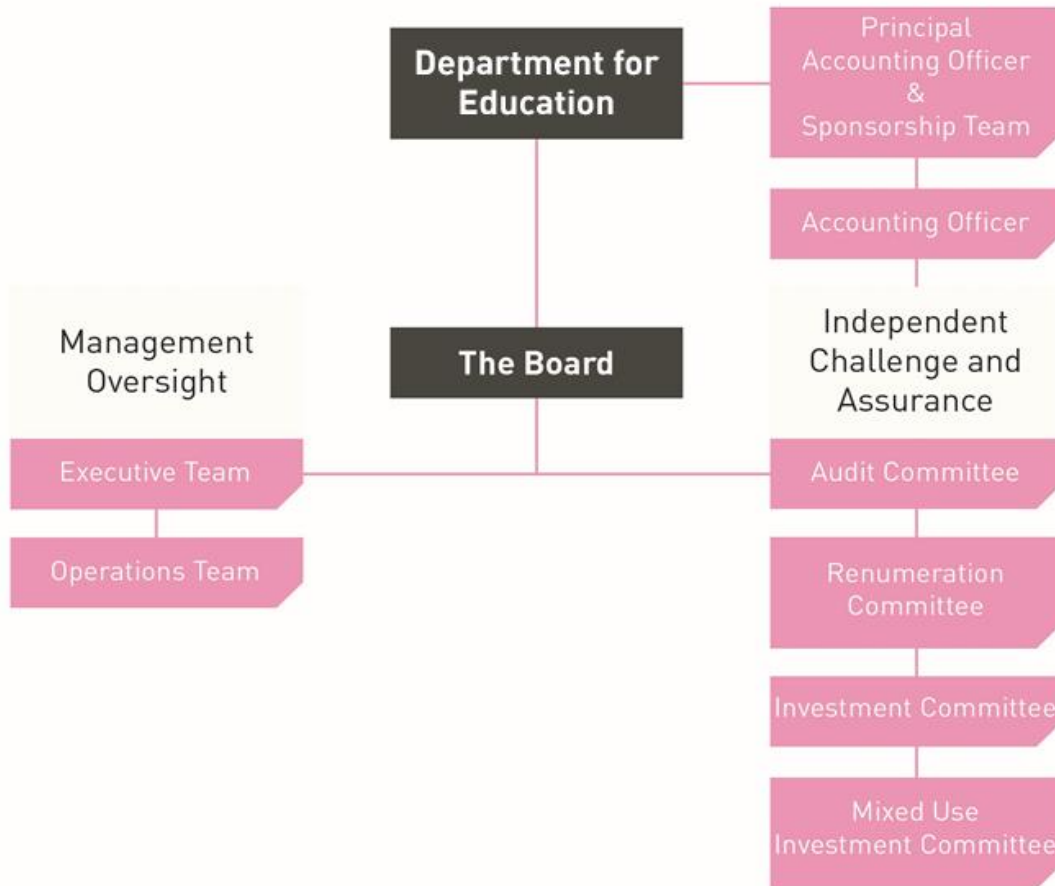 Department for
Education
Principal
Accounting Officer
&
Sponsorship Team
Accounting Officer
Management
Oversight
The Board
Independent
Challenge and
Assurance
Executive Team
Audit Committee
Operations Team
Renumeration
Committee
Investment Committee
Mixed Use
Investment Committee